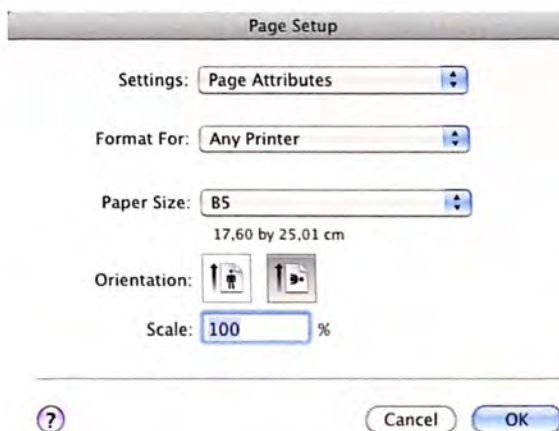 Page Setup
Settings: Page Attributes
Format For: Any Printer
Paper Size: B5
17,60 by 25,01 cm
Orientation:
Scale: 100 %
? Cancel OK